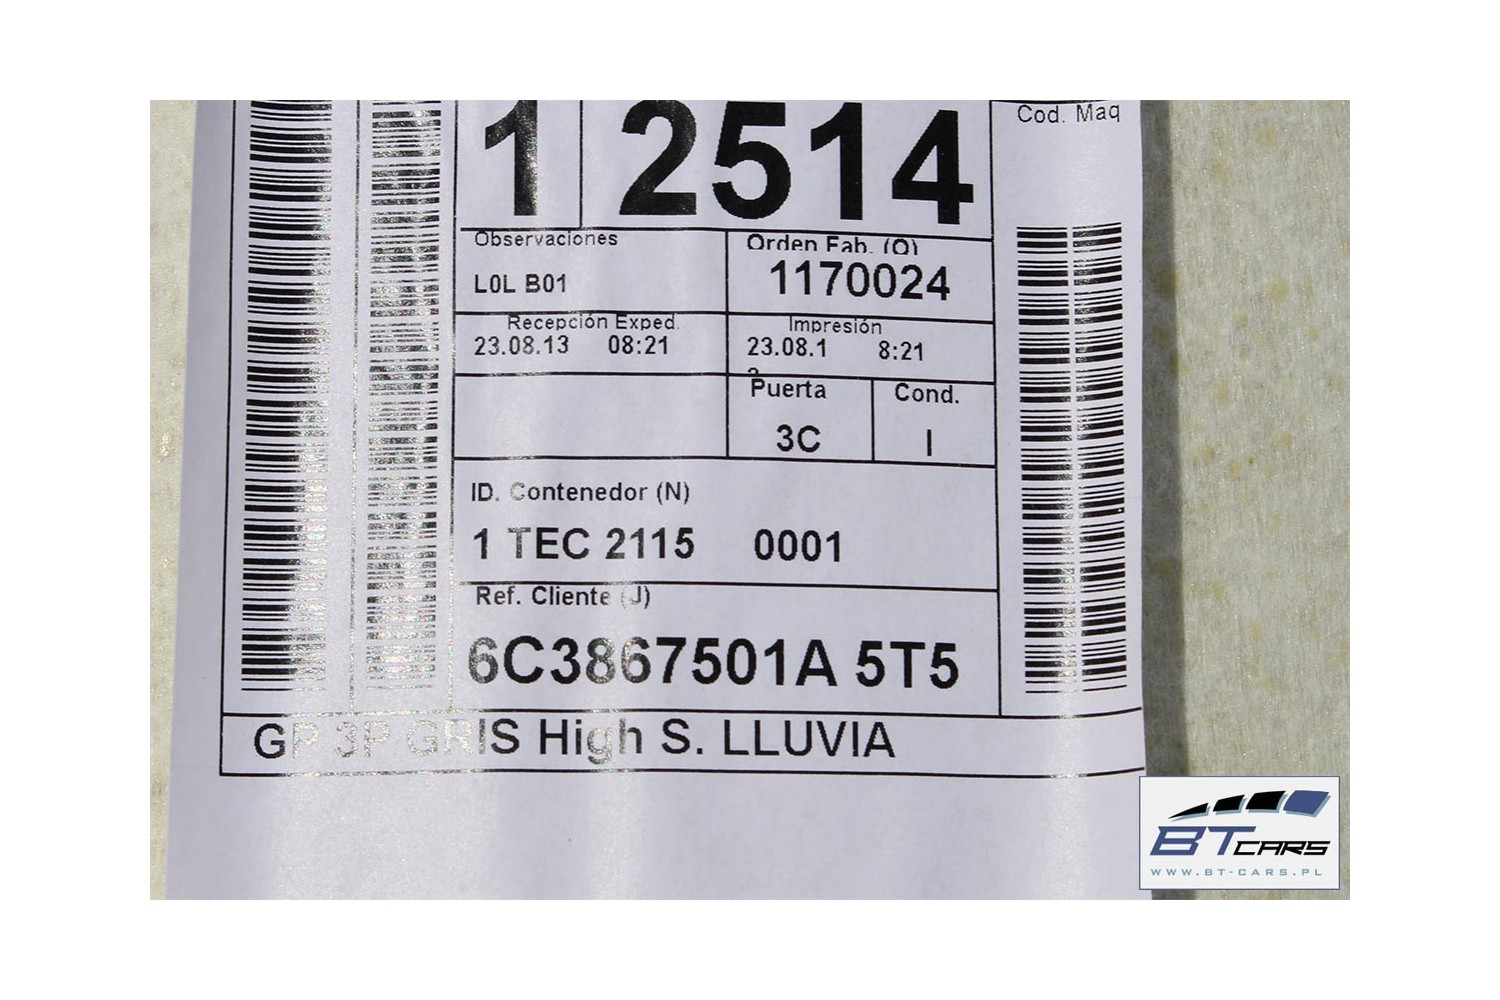 1 2514
Cod. Maq
Observaciones
L0L B01
Orden Fab. (O)
1170024
Recepción Exped.
23.08.13 08:21
Impresión
23.08.1 8:21
Puerta
3C
Cond.
I
ID. Contenedor (N)
1 TEC 2115 0001
Ref. Cliente (J)
6C3867501A 5T5
GP 3P GRIS High S. LLUVIA
BT CARS
WWW.BT-CARS.PL